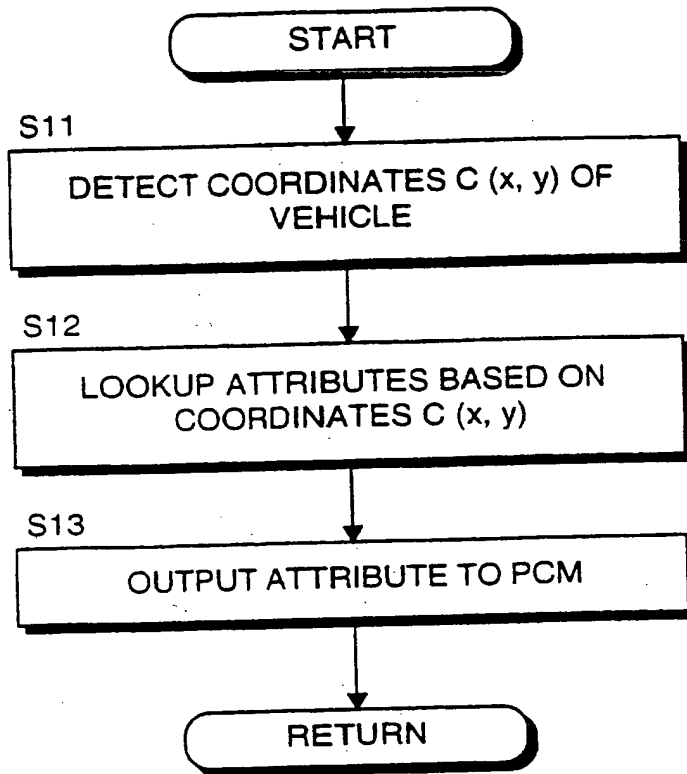 START
S11
DETECT COORDINATES C (x, y) OF
VEHICLE
S12
LOOKUP ATTRIBUTES BASED ON
COORDINATES C (x, y)
S13
OUTPUT ATTRIBUTE TO PCM
RETURN